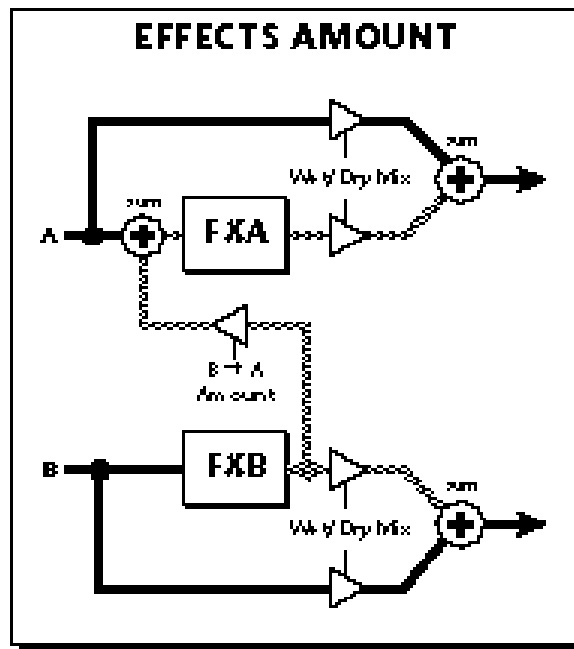 EFFECTS AMOUNT
sum
Wet/Dry Mix
sum
A
FXA
B → A
Amount
B
FXB
sum
Wet/Dry Mix